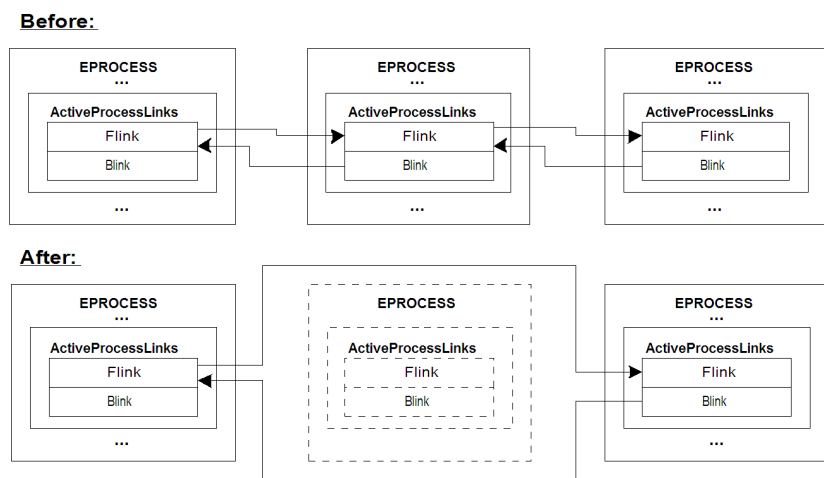 Before:
EPROCESS EPROCESS EPROCESS
... ... ...
ActiveProcessLinks ActiveProcessLinks ActiveProcessLinks
Flink Flink Flink
Blink Blink Blink
... ... ...
After:
EPROCESS EPROCESS EPROCESS
... ...
ActiveProcessLinks ActiveProcessLinks ActiveProcessLinks
Flink Flink Flink
Blink Blink Blink
... ...